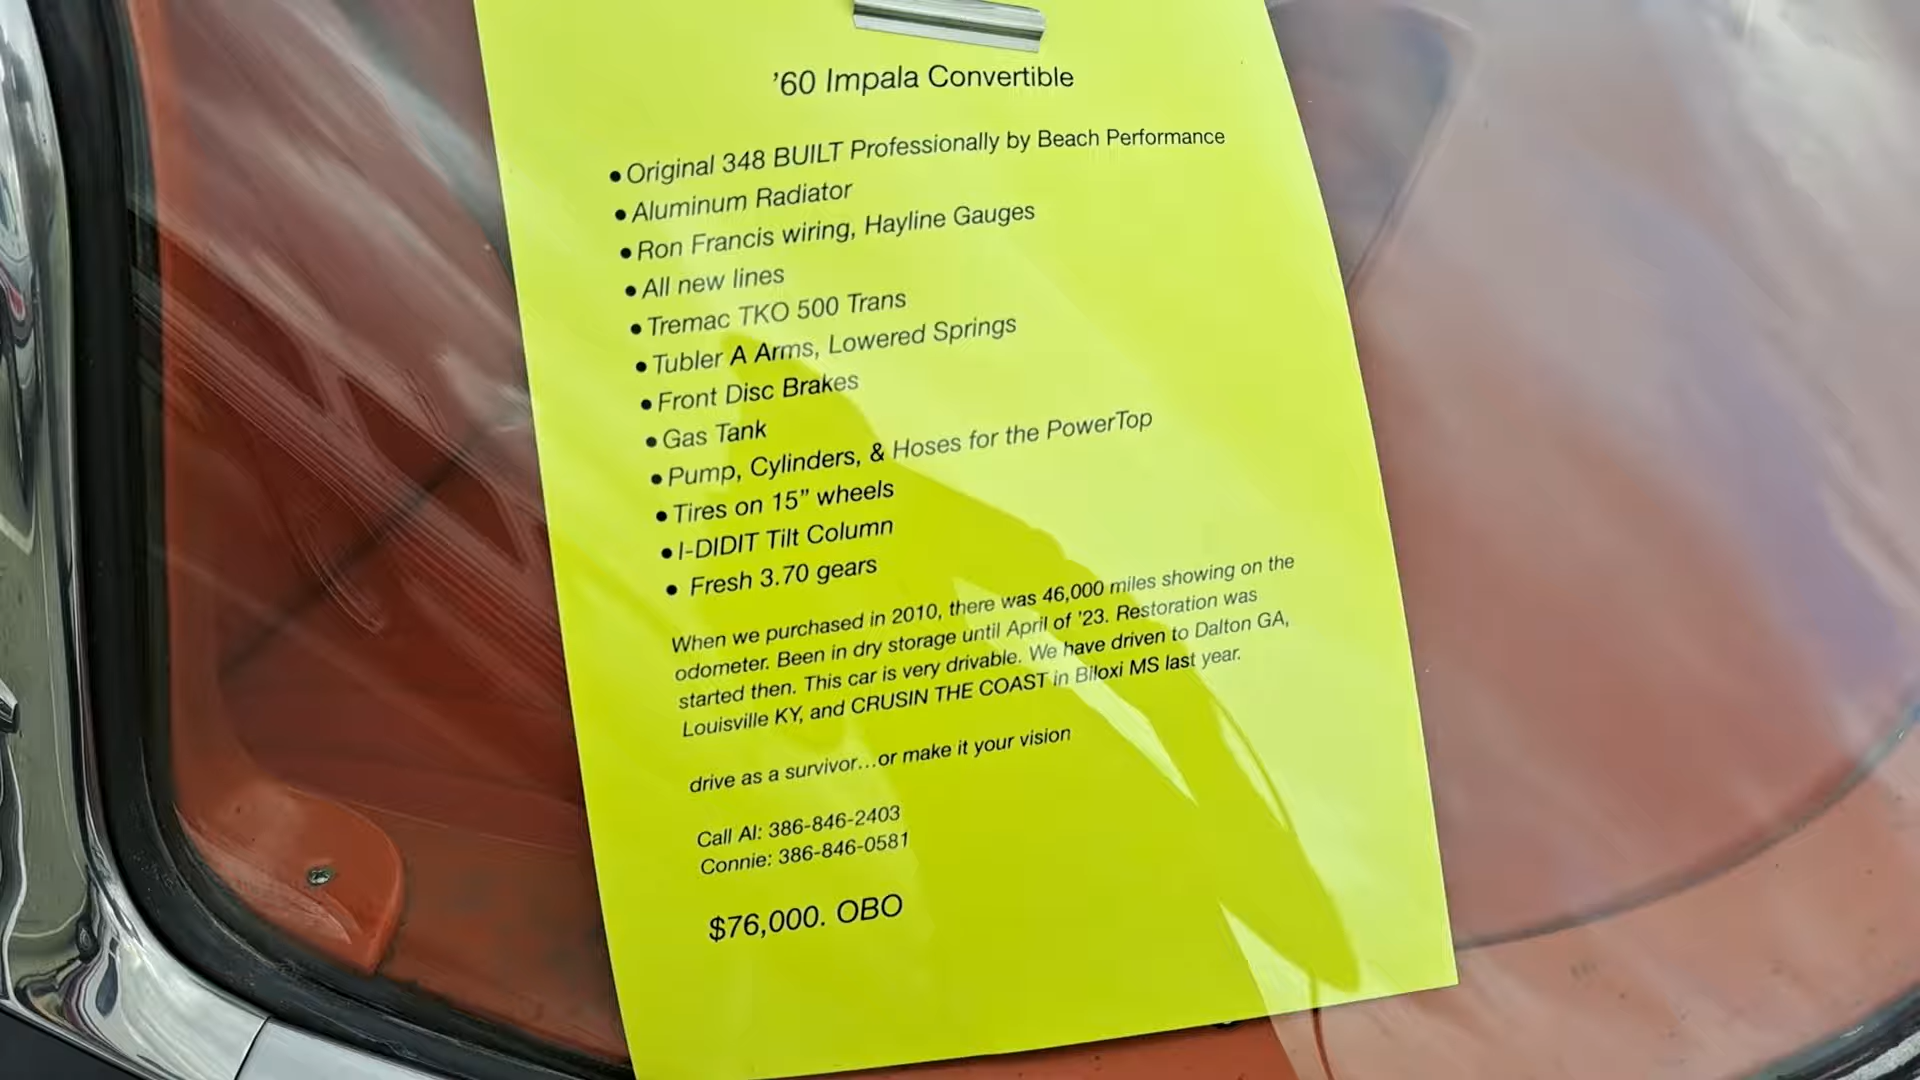 ’60 Impala Convertible
• Original 348 BUILT Professionally by Beach Performance
• Aluminum Radiator
• Ron Francis wiring, Hayline Gauges
• All new lines
• Tremac TKO 500 Trans
• Tubler A Arms, Lowered Springs
• Front Disc Brakes
• Gas Tank
• Pump, Cylinders, & Hoses for the PowerTop
• Tires on 15” wheels
• I-DIDIT Tilt Column
• Fresh 3.70 gears
When we purchased in 2010, there was 46,000 miles showing on the
odometer. Been in dry storage until April of ’23. Restoration was
started then. This car is very drivable. We have driven to Dalton GA,
Louisville KY, and CRUSIN THE COAST in Biloxi MS last year.
drive as a survivor…or make it your vision
Call Al: 386-846-2403
Connie: 386-846-0581
$76,000. OBO